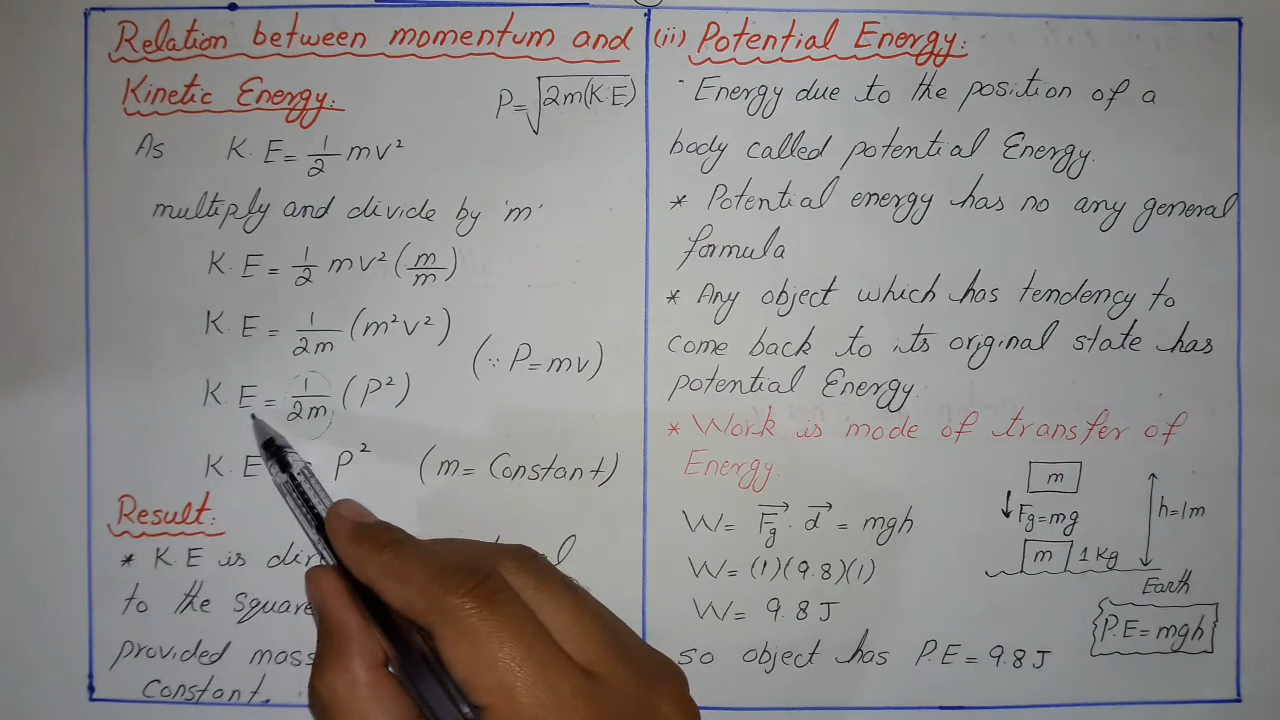 Relation between momentum and
Kinetic Energy:
P=√2m(K.E)
As K.E=1/2 mv²
multiply and divide by 'm'
K.E=1/2 mv²(m/m)
K.E=1/2m (m²v²)
(∵ P=mv)
K.E=1/2m (P²)
K.E P² (m= Constant)
Result:
* K.E is
to the square
provided
constant.
(ii) Potential Energy:
Energy due to the position of a
body called potential Energy.
* Potential energy has no any general
formula
* Any object which has tendency to
come back to its original state has
potential Energy.
* Work is mode of transfer of
Energy.
W= F⃗g . d⃗ = mgh
W= (1)(9.8)(1)
W= 9.8 J
so object has P.E=9.8J
m
Fg=mg
h=1m
m 1 Kg
Earth
P.E=mgh